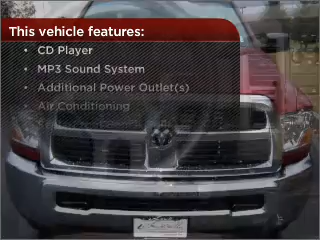 This vehicle features:
• CD Player
• MP3 Sound System
• Additional Power Outlet(s)
• Air Conditioning